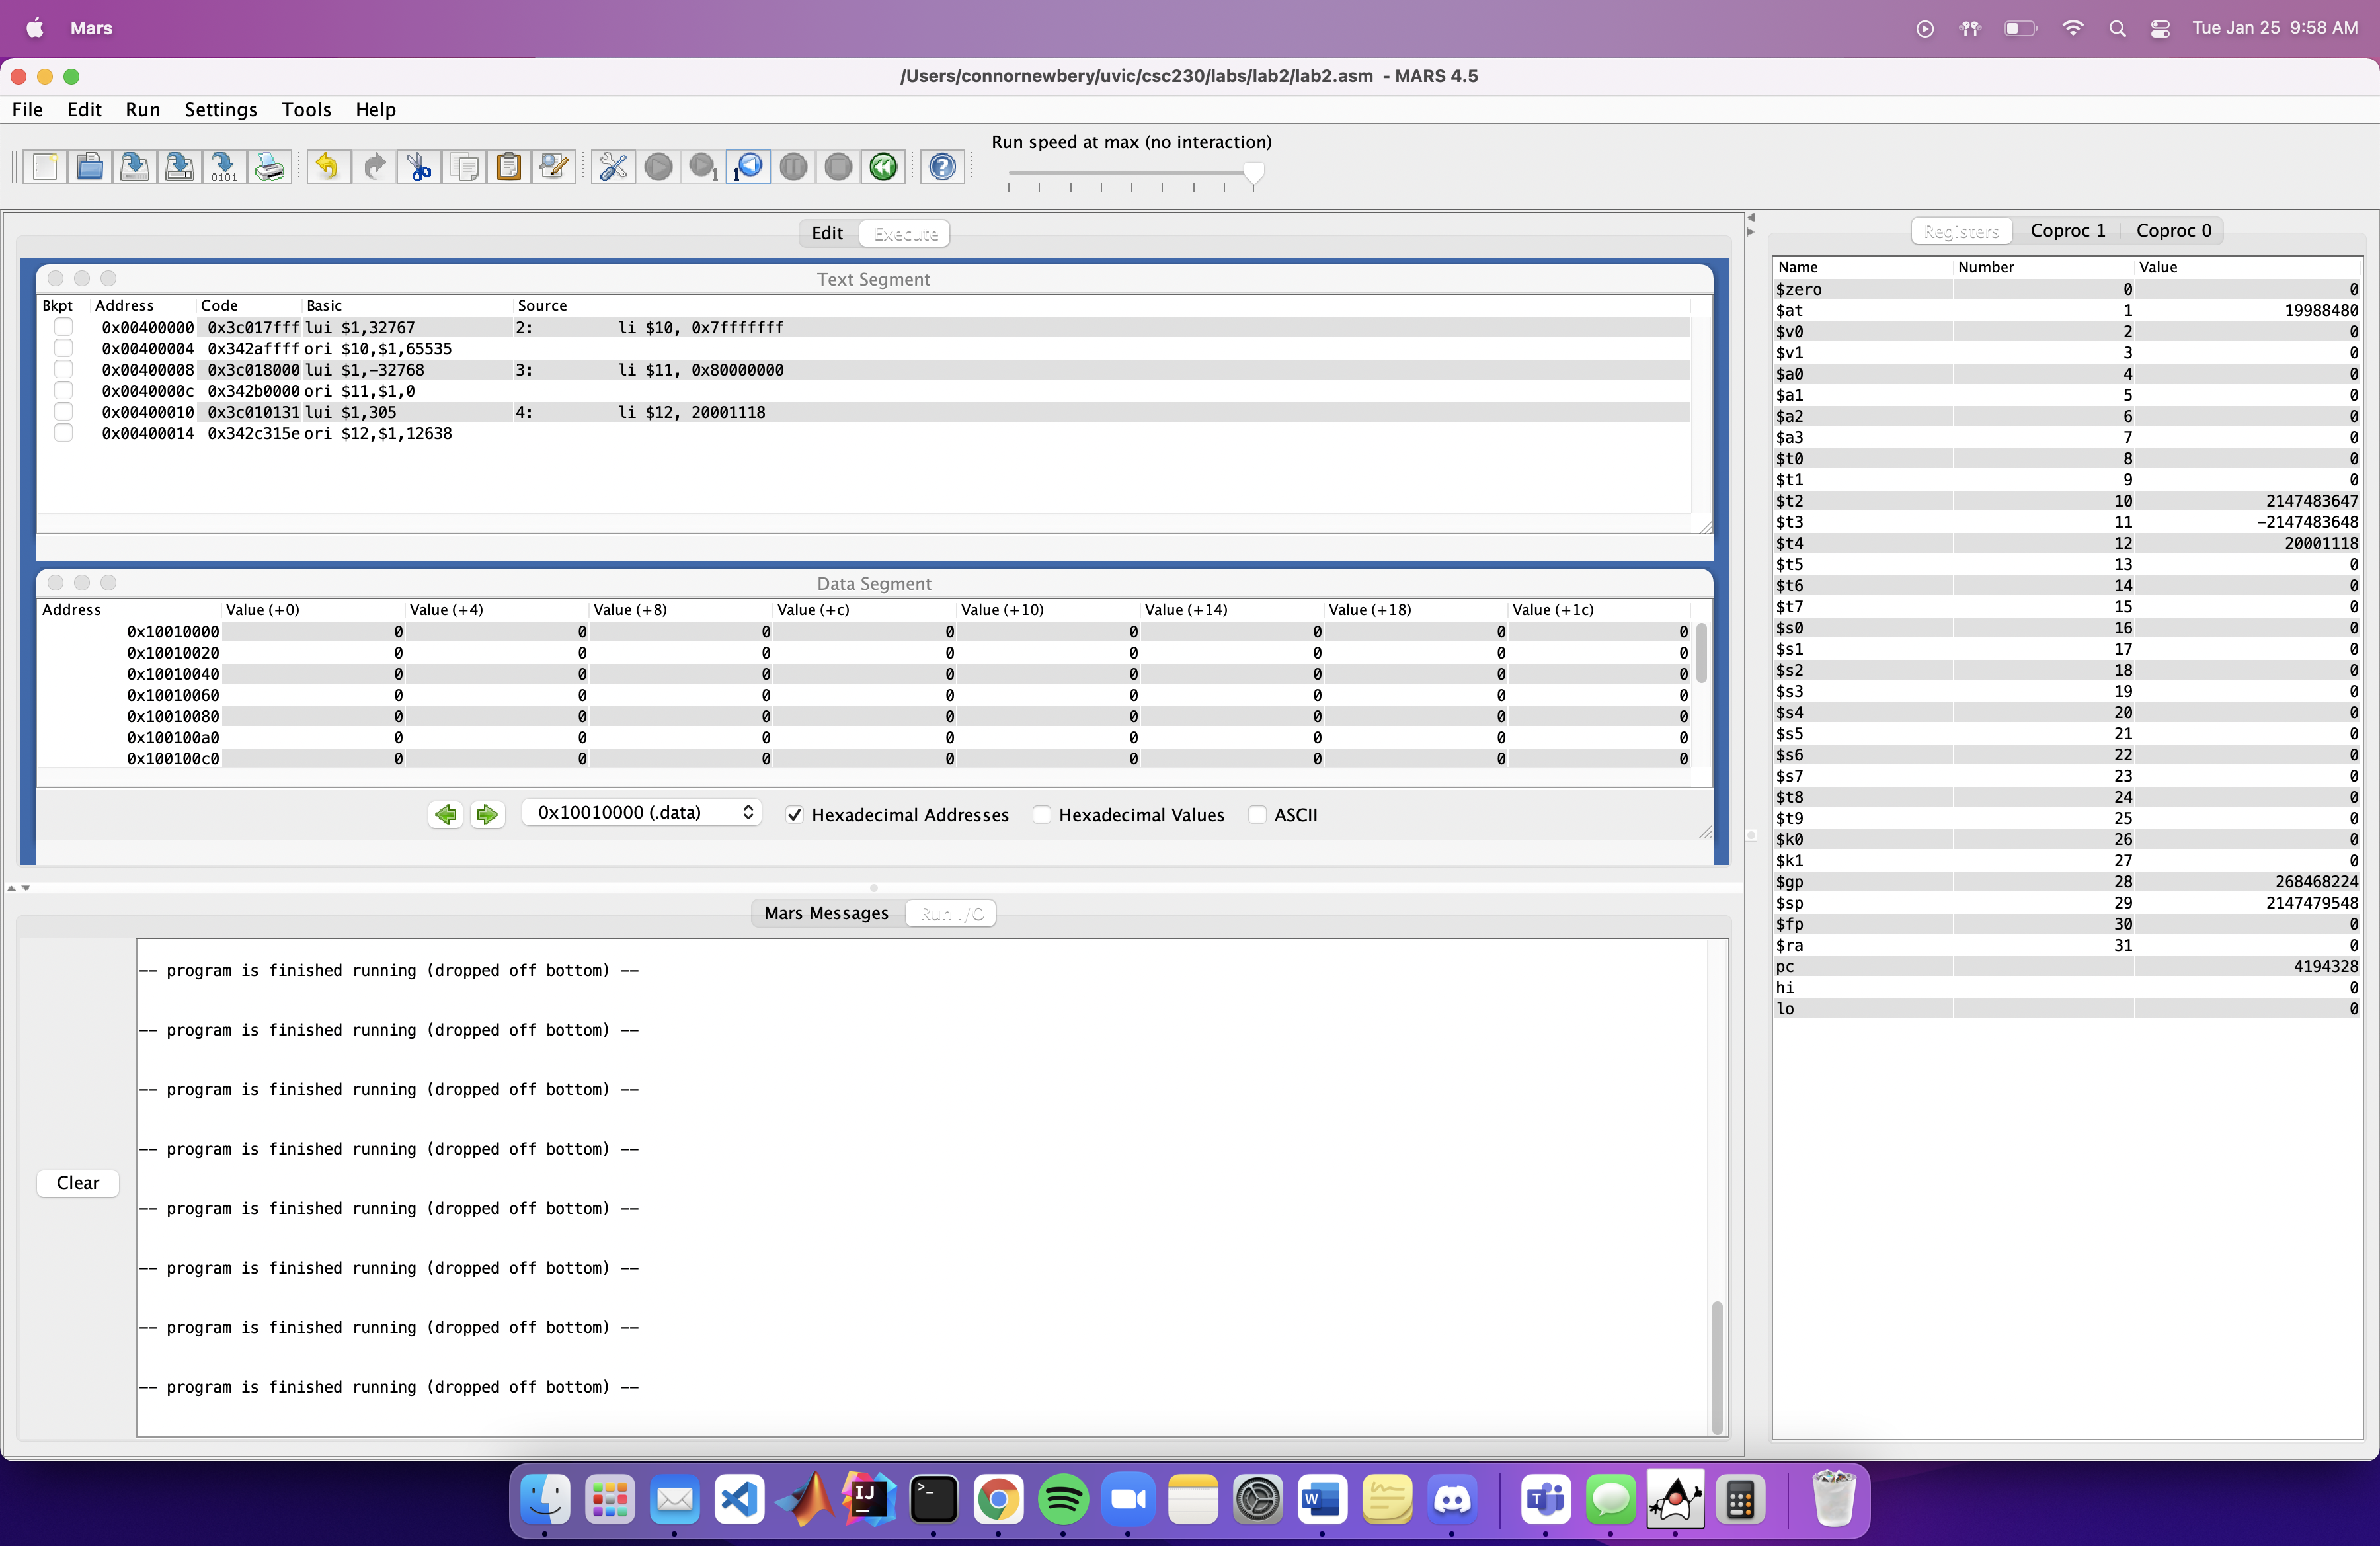 Mars
Tue Jan 25 9:58 AM
/Users/connornewbery/uvic/csc230/labs/lab2/lab2.asm - MARS 4.5
File Edit Run Settings Tools Help
Run speed at max (no interaction)
0101
1
1
Edit Execute
Text Segment
Bkpt Address Code Basic Source
0x00400000 0x3c017fff lui $1,32767 2: li $10, 0x7fffffff
0x00400004 0x342affff ori $10,$1,65535
0x00400008 0x3c018000 lui $1,-32768 3: li $11, 0x80000000
0x0040000c 0x342b0000 ori $11,$1,0
0x00400010 0x3c010131 lui $1,305 4: li $12, 20001118
0x00400014 0x342c315e ori $12,$1,12638
Data Segment
Address Value (+0) Value (+4) Value (+8) Value (+c) Value (+10) Value (+14) Value (+18) Value (+1c)
0x10010000 0 0 0 0 0 0 0 0
0x10010020 0 0 0 0 0 0 0 0
0x10010040 0 0 0 0 0 0 0 0
0x10010060 0 0 0 0 0 0 0 0
0x10010080 0 0 0 0 0 0 0 0
0x100100a0 0 0 0 0 0 0 0 0
0x100100c0 0 0 0 0 0 0 0 0
0x10010000 (.data) Hexadecimal Addresses Hexadecimal Values ASCII
Mars Messages Run I/O
-- program is finished running (dropped off bottom) --
-- program is finished running (dropped off bottom) --
-- program is finished running (dropped off bottom) --
-- program is finished running (dropped off bottom) --
-- program is finished running (dropped off bottom) --
-- program is finished running (dropped off bottom) --
-- program is finished running (dropped off bottom) --
-- program is finished running (dropped off bottom) --
Clear
Registers Coproc 1 Coproc 0
Name Number Value
$zero 0 0
$at 1 19988480
$v0 2 0
$v1 3 0
$a0 4 0
$a1 5 0
$a2 6 0
$a3 7 0
$t0 8 0
$t1 9 0
$t2 10 2147483647
$t3 11 -2147483648
$t4 12 20001118
$t5 13 0
$t6 14 0
$t7 15 0
$s0 16 0
$s1 17 0
$s2 18 0
$s3 19 0
$s4 20 0
$s5 21 0
$s6 22 0
$s7 23 0
$t8 24 0
$t9 25 0
$k0 26 0
$k1 27 0
$gp 28 268468224
$sp 29 2147479548
$fp 30 0
$ra 31 0
pc 4194328
hi 0
lo 0
IJ
>_
W
T